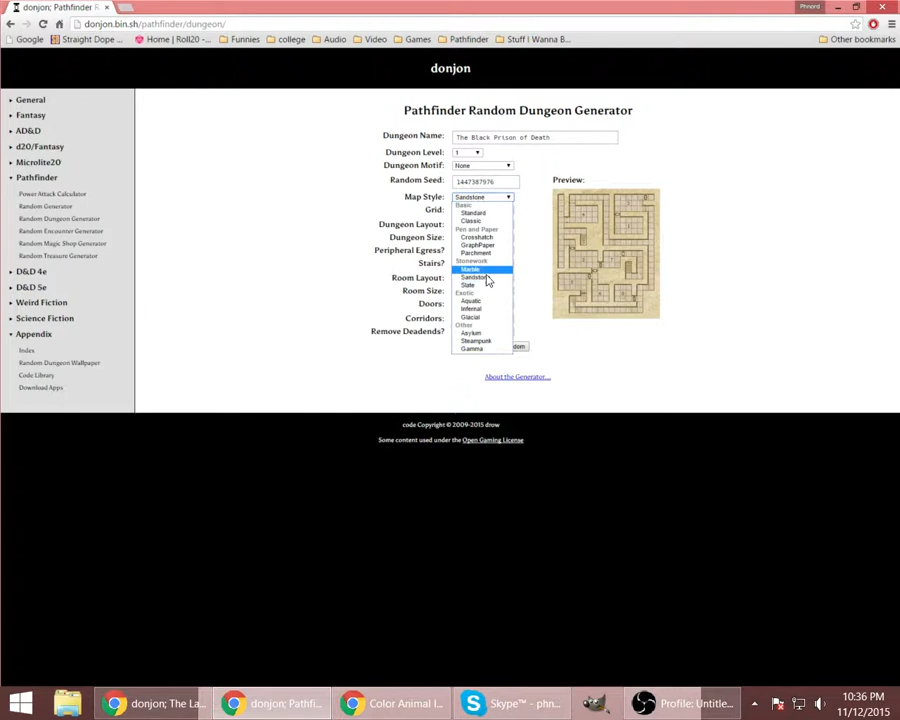 donjon; Pathfinder R
Phnord
donjon.bin.sh/pathfinder/dungeon/
Google
Straight Dope ...
Home | Roll20 -...
Funnies
college
Audio
Video
Games
Pathfinder
Stuff I Wanna B...
Other bookmarks
donjon
General
Fantasy
AD&D
d20/Fantasy
Microlite20
Pathfinder
Power Attack Calculator
Random Generator
Random Dungeon Generator
Random Encounter Generator
Random Magic Shop Generator
Random Treasure Generator
D&D 4e
D&D 5e
Weird Fiction
Science Fiction
Appendix
Index
Random Dungeon Wallpaper
Code Library
Download Apps
Pathfinder Random Dungeon Generator
Dungeon Name: The Black Prison of Death
Dungeon Level: 1
Dungeon Motif: None
Random Seed: 1447387976
Preview:
Map Style: Sandstone
Grid:
Dungeon Layout:
Dungeon Size:
Peripheral Egress?
Stairs?
Room Layout:
Room Size:
Doors:
Corridors:
Remove Deadends?
Basic
Standard
Classic
Pen and Paper
Crosshatch
GraphPaper
Parchment
Stonework
Marble
Sandstone
Slate
Exotic
Aquatic
Infernal
Glacial
Other
Asylum
Steampunk
Gamma
dom
About the Generator...
code Copyright © 2009-2015 drow
Some content used under the Open Gaming License
donjon; The La...
donjon; Pathfi...
Color Animal I...
Skype™ - phn...
Profile: Untitle...
10:36 PM
11/12/2015